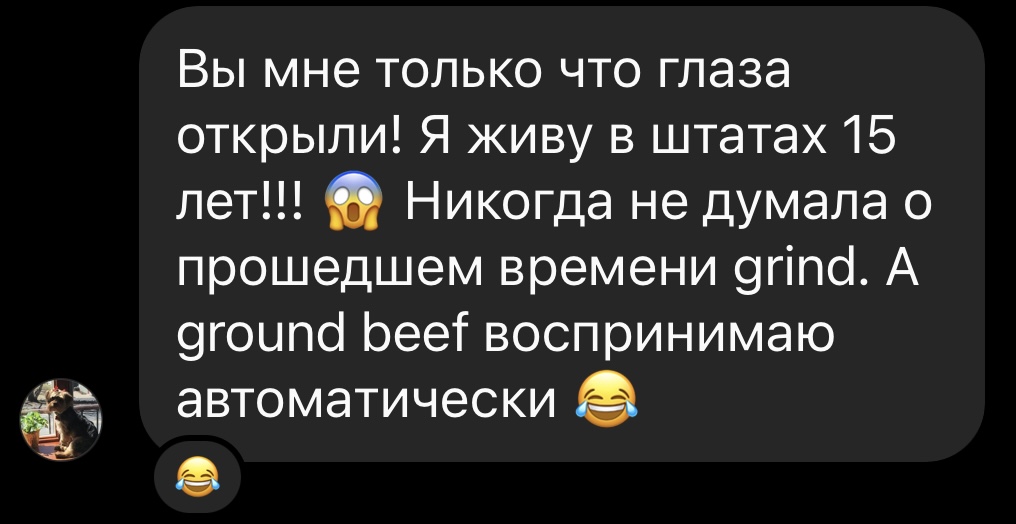 Вы мне только что глаза
открыли! Я живу в штатах 15
лет!!! 😱 Никогда не думала о
прошедшем времени grind. А
ground beef воспринимаю
автоматически 😂
😂